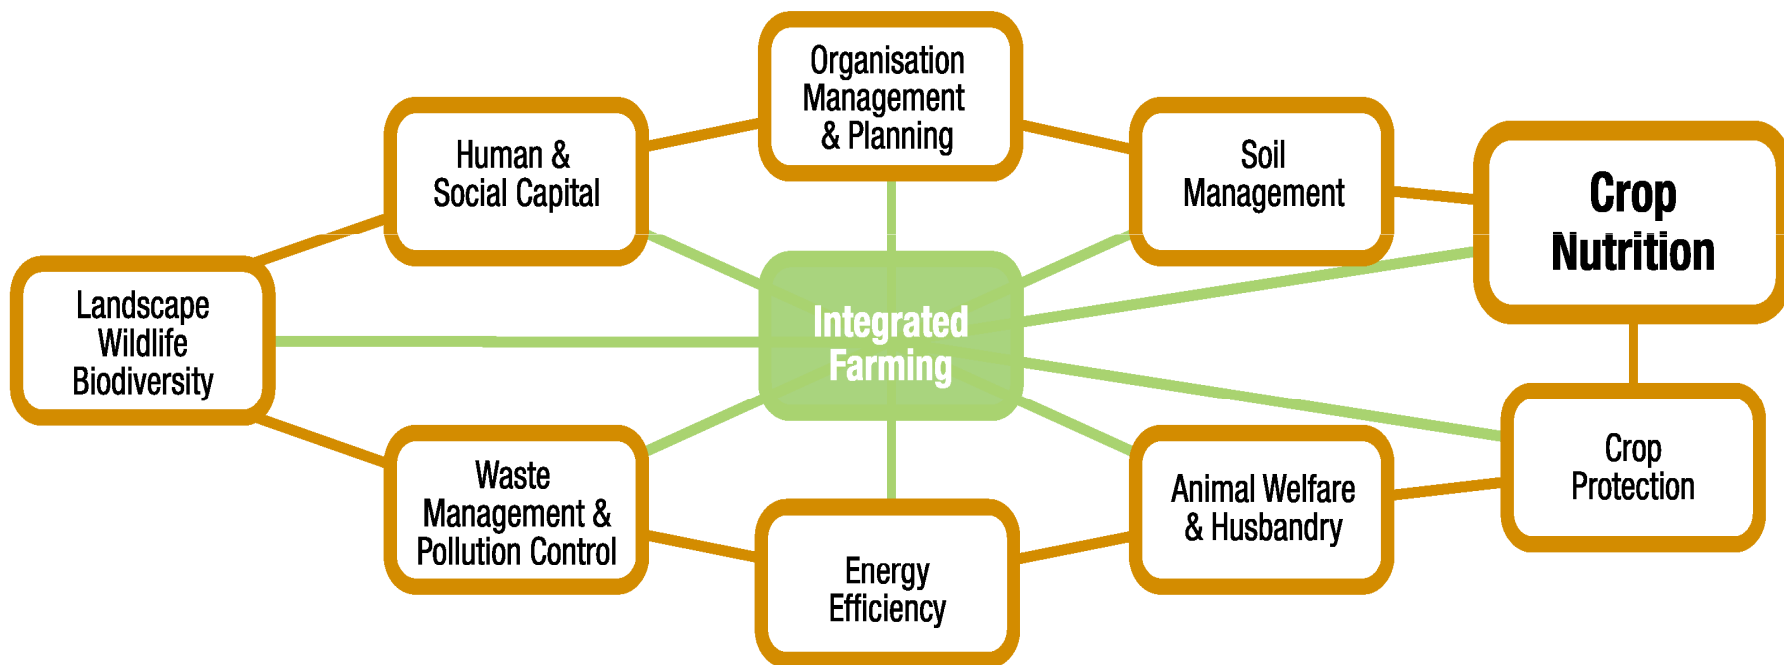 Organisation
Management
& Planning
Human &
Social Capital
Soil
Management
Crop
Nutrition
Landscape
Wildlife
Biodiversity
Integrated
Farming
Waste
Management &
Pollution Control
Energy
Efficiency
Animal Welfare
& Husbandry
Crop
Protection